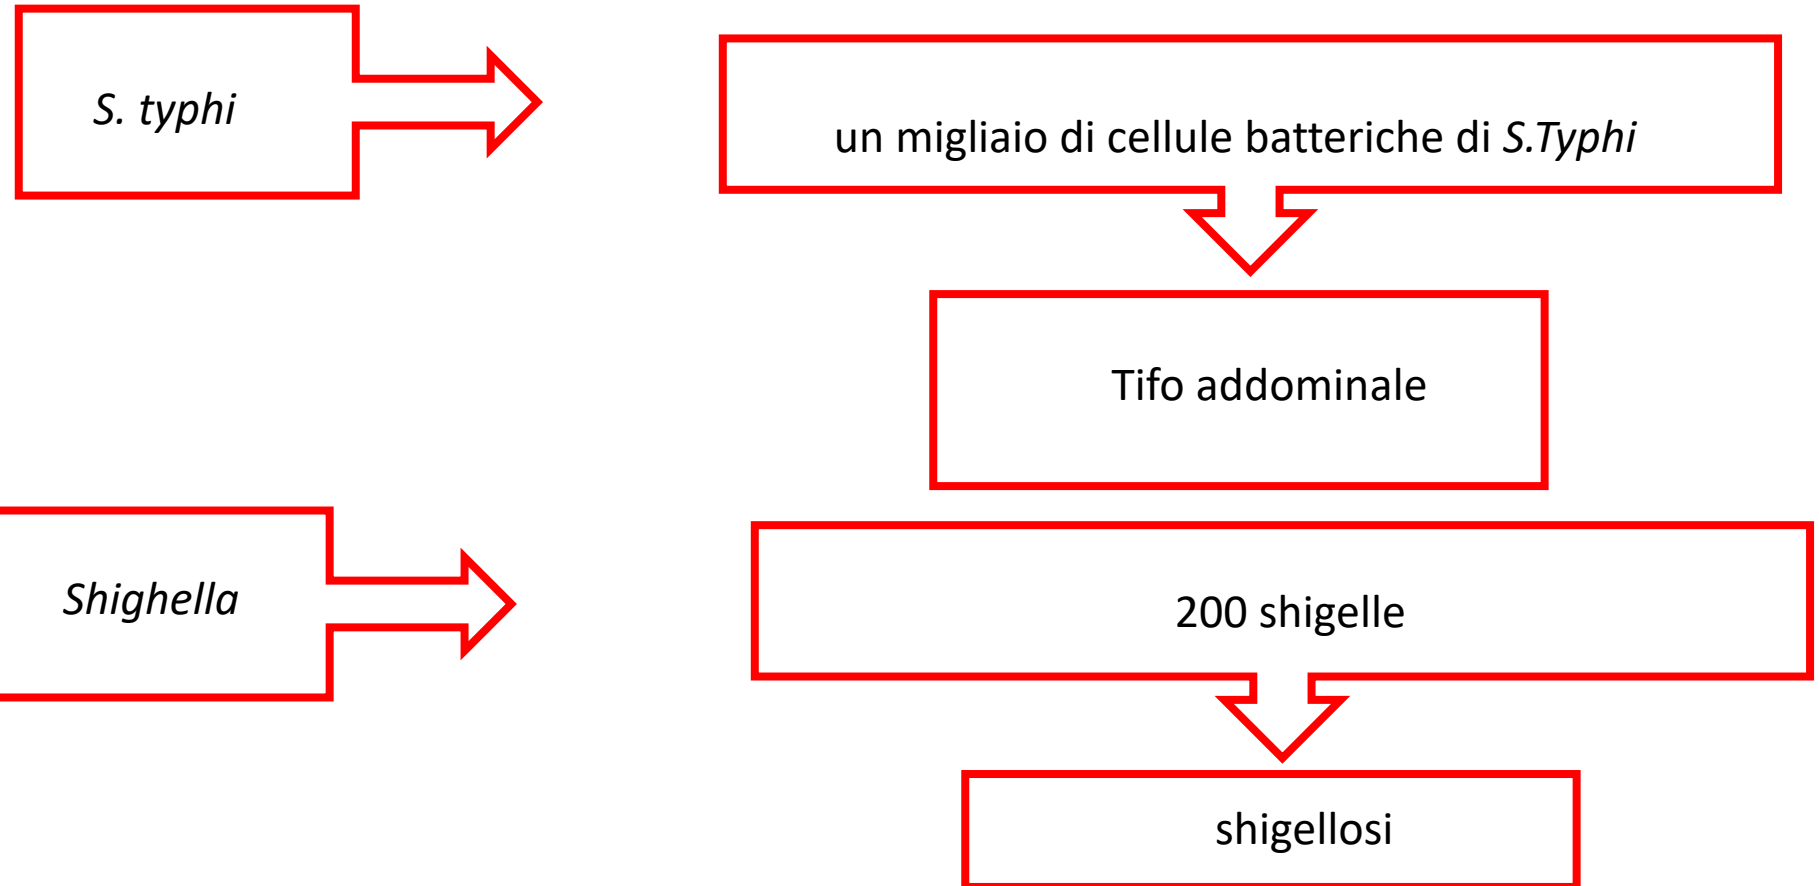 S. typhi
un migliaio di cellule batteriche di S.Typhi
Tifo addominale
Shighella
200 shigelle
shigellosi